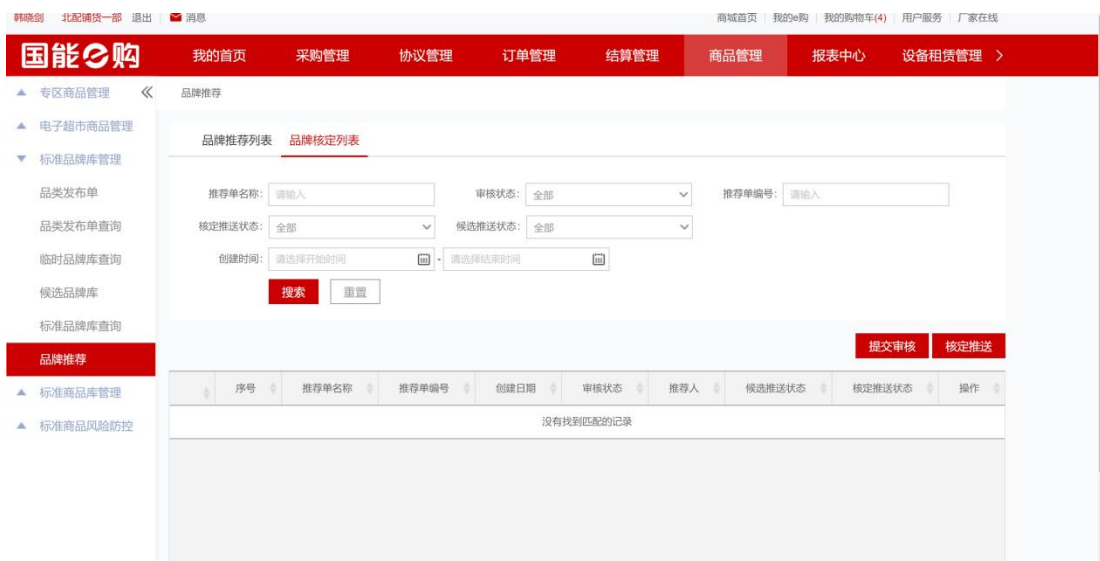 韩晓剑 北配铺货一部 退出 消息 商城首页 我的e购 我的购物车(4) 用户服务 厂家在线
国能e购 我的首页 采购管理 协议管理 订单管理 结算管理 商品管理 报表中心 设备租赁管理
专区商品管理
电子超市商品管理
标准品牌库管理
品类发布单
品类发布单查询
临时品牌库查询
候选品牌库
标准品牌库查询
品牌推荐
标准商品库管理
标准商品风险防控
品牌推荐
品牌推荐列表 品牌核定列表
推荐单名称: 请输入 审核状态: 全部 推荐单编号: 请输入
核定推送状态: 全部 候选推送状态: 全部
创建时间: 请选择开始时间 - 请选择结束时间
搜索 重置
提交审核 核定推送
序号 推荐单名称 推荐单编号 创建日期 审核状态 推荐人 候选推送状态 核定推送状态 操作
没有找到匹配的记录